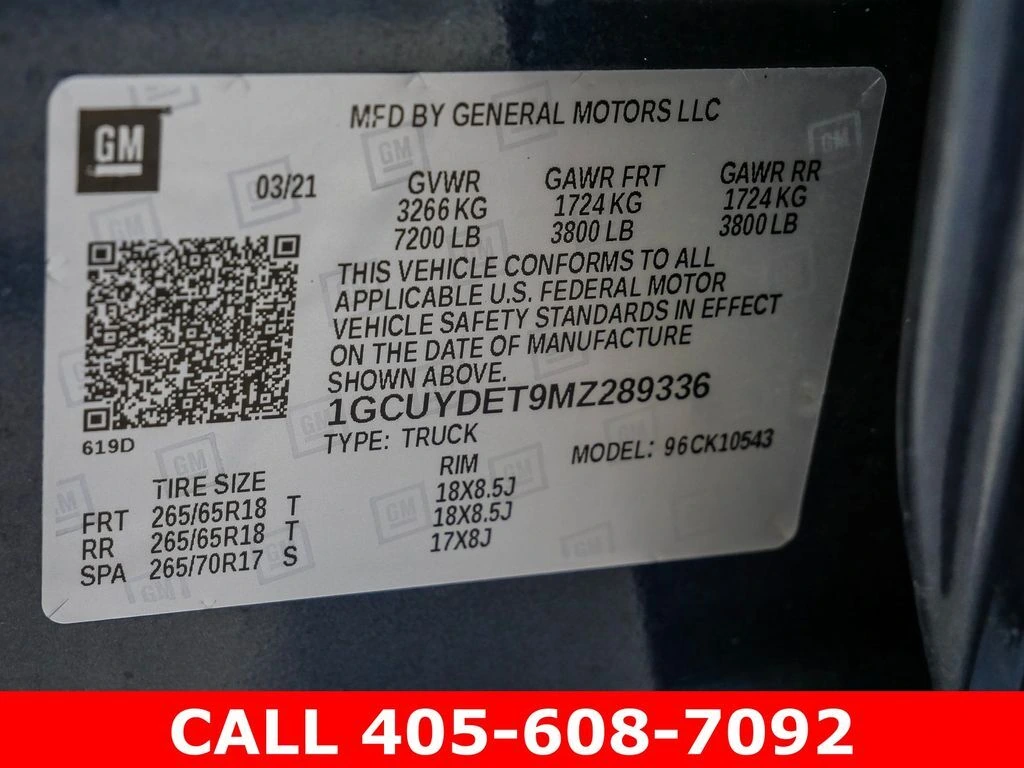 GM
MFD BY GENERAL MOTORS LLC
03/21 GVWR GAWR FRT GAWR RR
3266 KG 1724 KG 1724 KG
7200 LB 3800 LB 3800 LB
THIS VEHICLE CONFORMS TO ALL
APPLICABLE U.S. FEDERAL MOTOR
VEHICLE SAFETY STANDARDS IN EFFECT
ON THE DATE OF MANUFACTURE
SHOWN ABOVE.
1GCUYDET9MZ289336
619D
TYPE: TRUCK MODEL: 96CK10543
TIRE SIZE RIM
FRT 265/65R18 T 18X8.5J
RR 265/65R18 T 18X8.5J
SPA 265/70R17 S 17X8J
CALL 405-608-7092